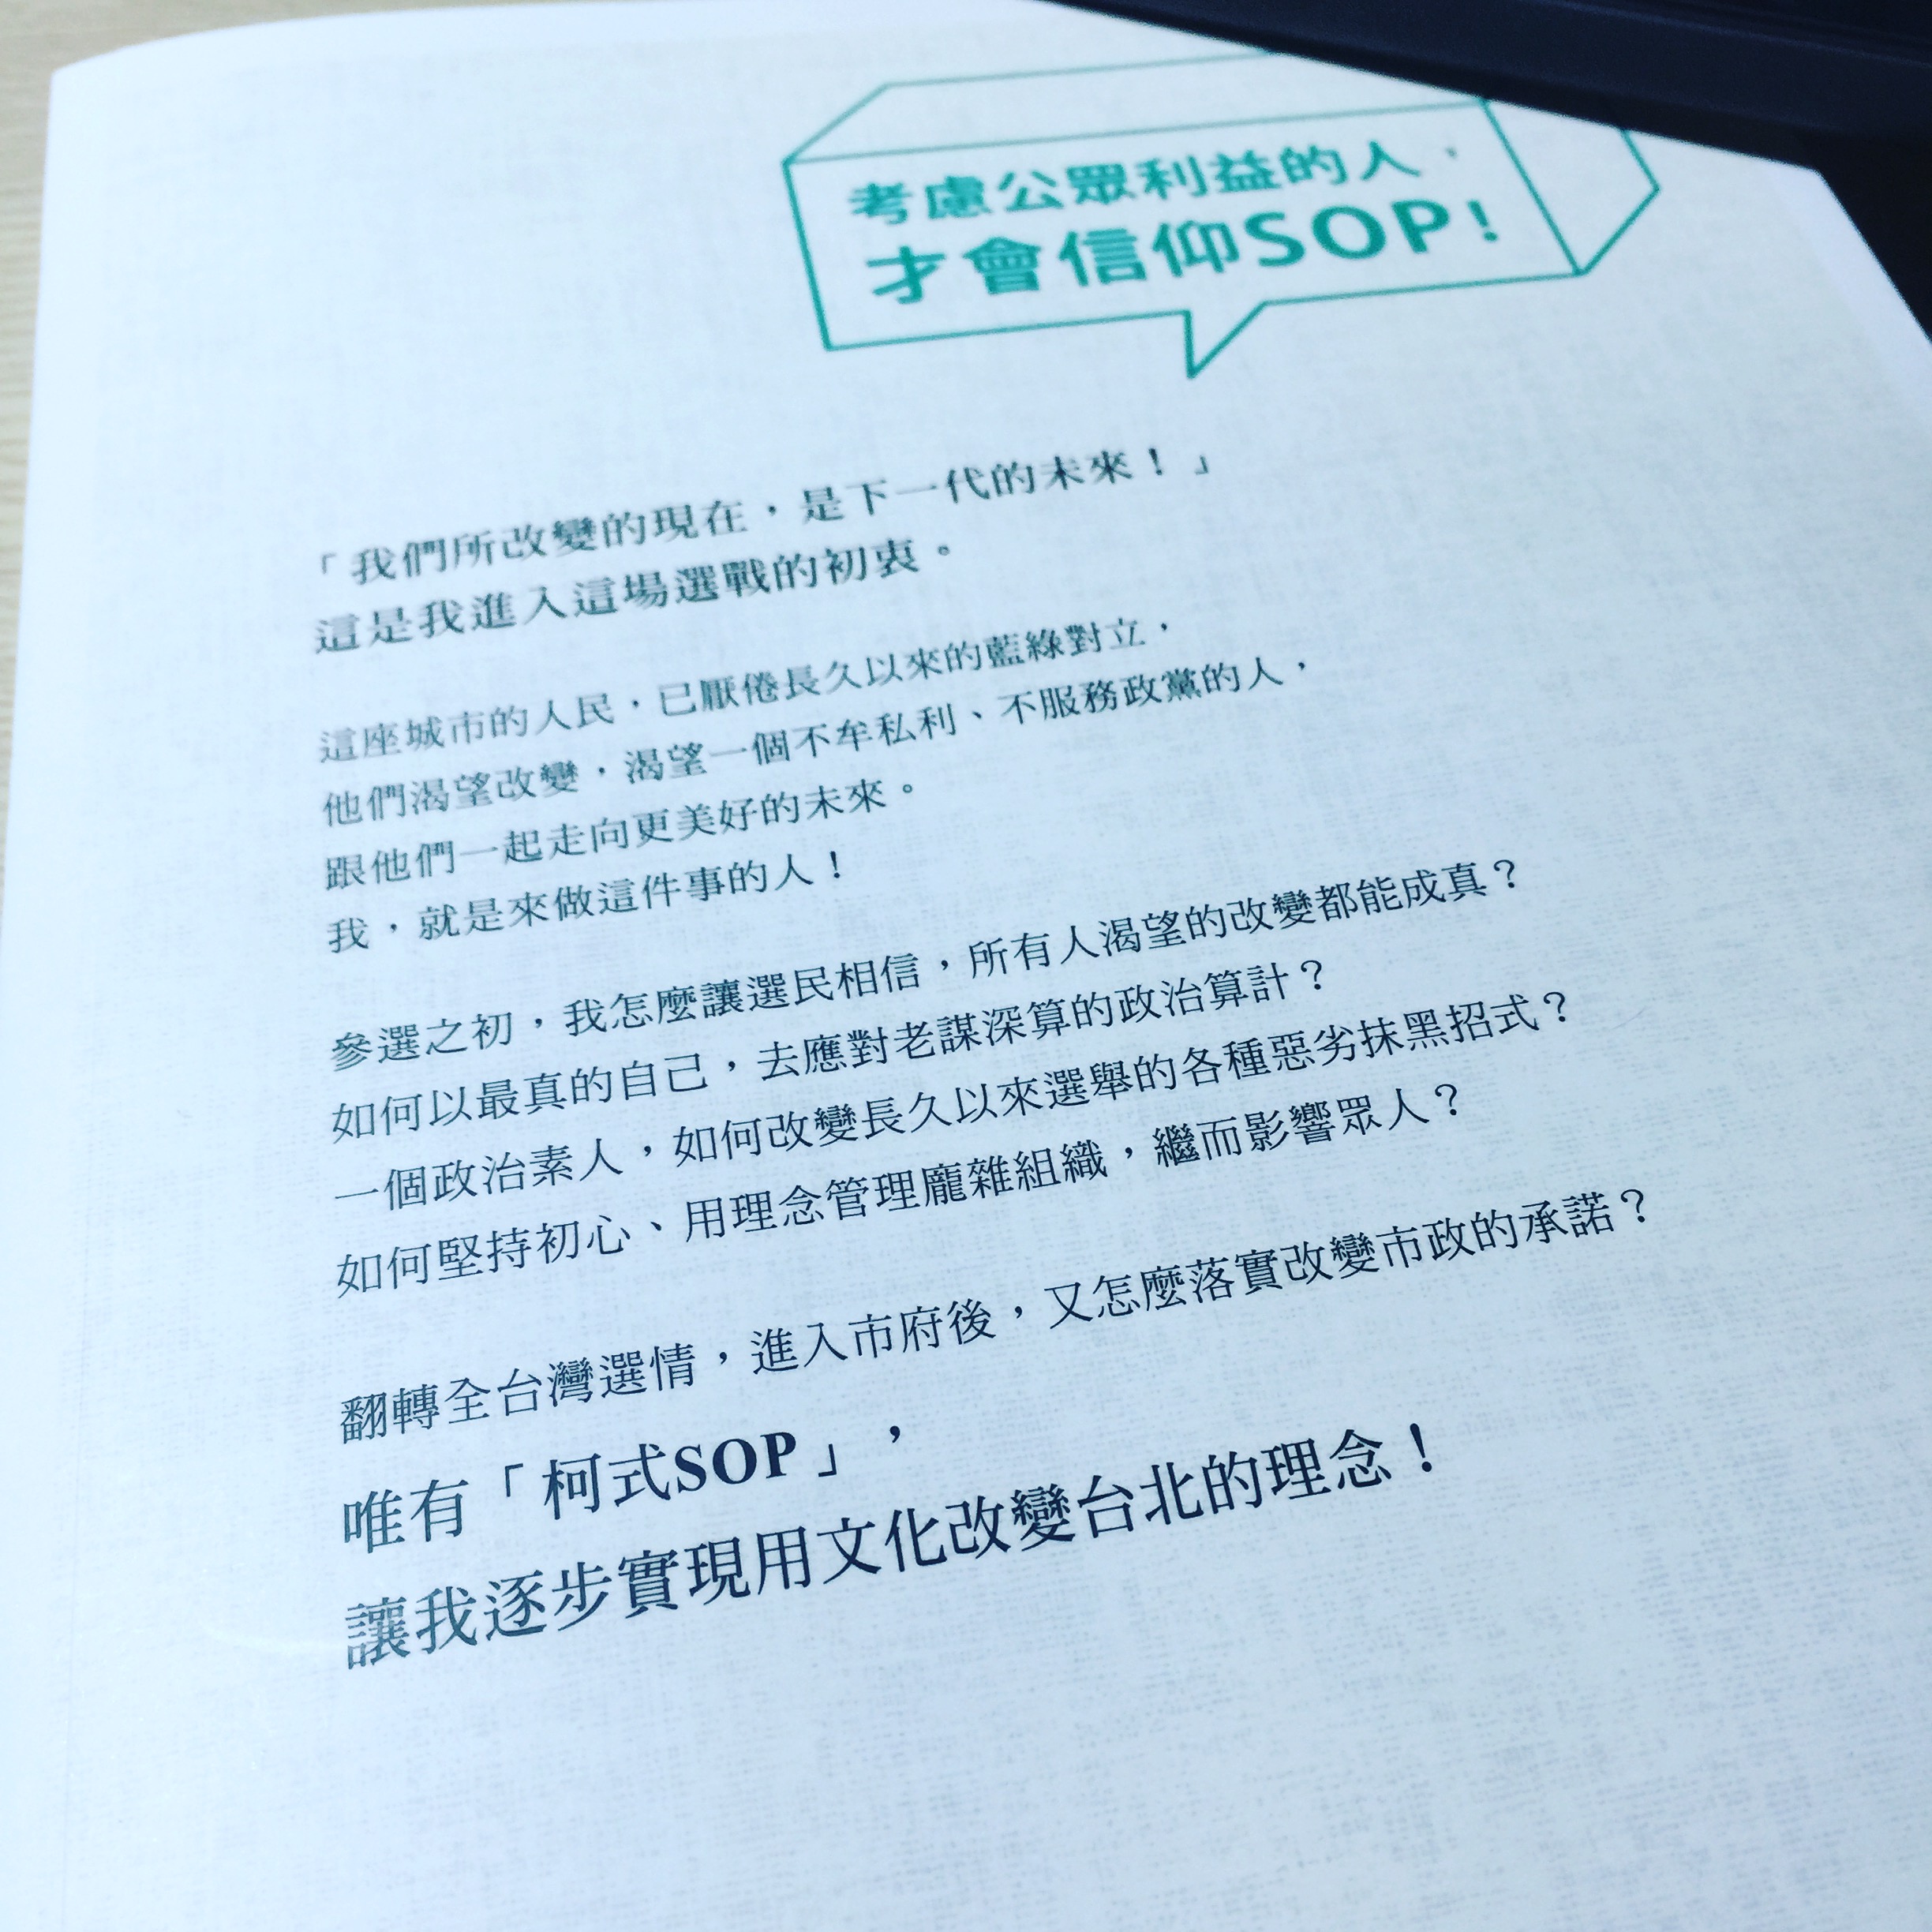 考慮公眾利益的人，
才會信仰SOP！
「我們所改變的現在，是下一代的未來！」
這是我進入這場選戰的初衷。
這座城市的人民，已厭倦長久以來的藍綠對立，
他們渴望改變，渴望一個不牟私利、不服務政黨的人，
跟他們一起走向更美好的未來。
我，就是來做這件事的人！
參選之初，我怎麼讓選民相信，所有人渴望的改變都能成真？
如何以最真的自己，去應對老謀深算的政治算計？
一個政治素人，如何改變長久以來選舉的各種惡劣抹黑招式？
如何堅持初心、用理念管理龐雜組織，繼而影響眾人？
翻轉全台灣選情，進入市府後，又怎麼落實改變市政的承諾？
唯有「柯式SOP」，
讓我逐步實現用文化改變台北的理念！